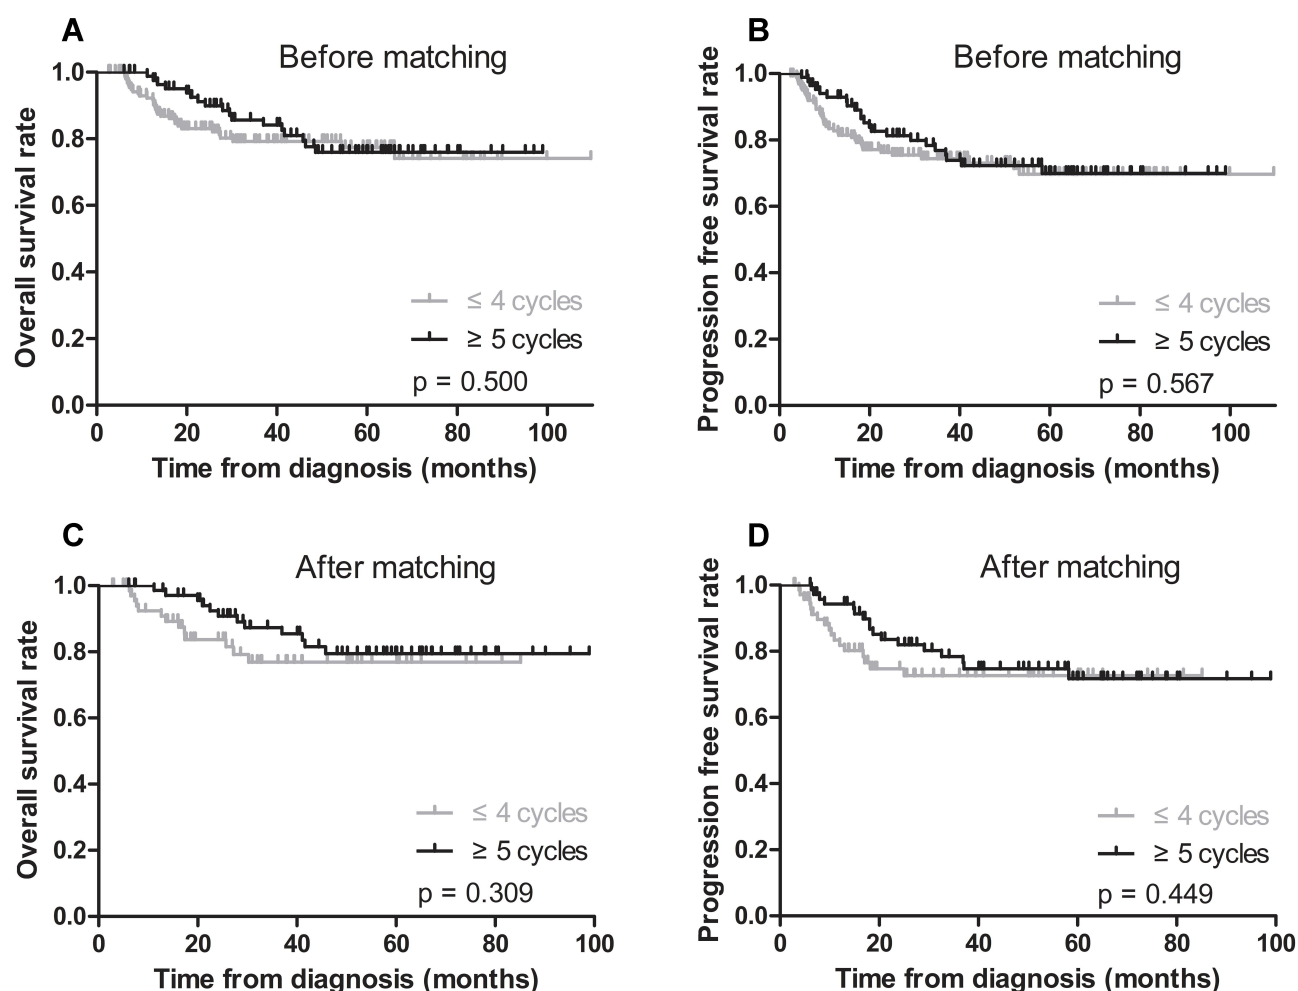 A
Before matching
Overall survival rate
1.0
0.8
0.6
0.4
0.2
0.0
≤ 4 cycles
≥ 5 cycles
p = 0.500
0 20 40 60 80 100
Time from diagnosis (months)
B
Before matching
Progression free survival rate
1.0
0.8
0.6
0.4
0.2
0.0
≤ 4 cycles
≥ 5 cycles
p = 0.567
0 20 40 60 80 100
Time from diagnosis (months)
C
After matching
Overall survival rate
1.0
0.8
0.6
0.4
0.2
0.0
≤ 4 cycles
≥ 5 cycles
p = 0.309
0 20 40 60 80 100
Time from diagnosis (months)
D
After matching
Progression free survival rate
1.0
0.8
0.6
0.4
0.2
0.0
≤ 4 cycles
≥ 5 cycles
p = 0.449
0 20 40 60 80 100
Time from diagnosis (months)